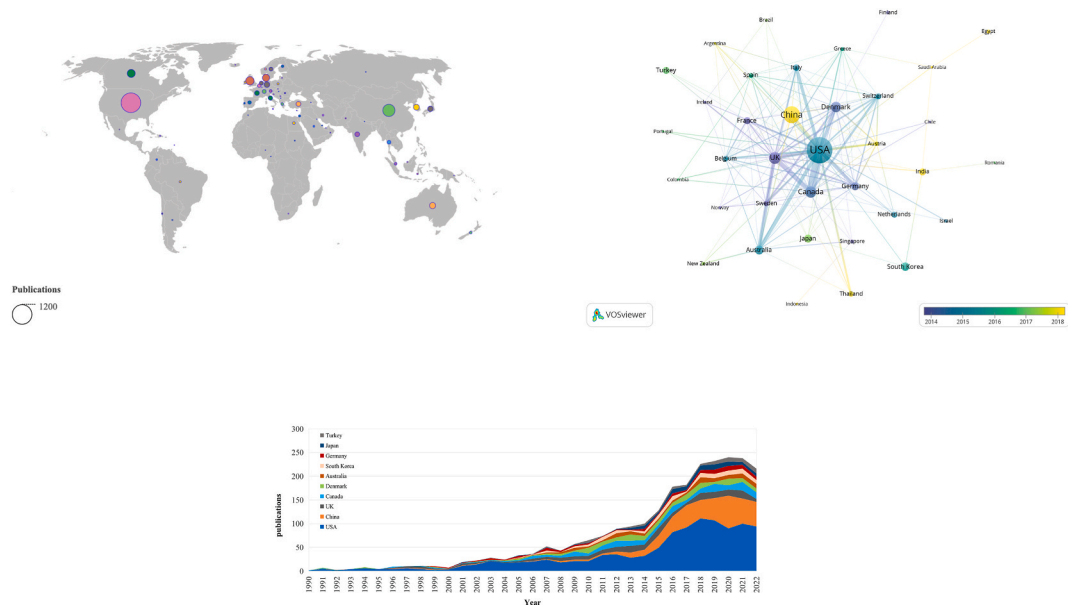 Publications
1200
Finland
Brazil
Egypt
Argentina
Greece
Saudi Arabia
Italy
Turkey
Spain
Switzerland
Ireland
Denmark
China
France
Chile
Portugal
USA
Austria
Belgium
UK
Romania
India
Colombia
Germany
Canada
Sweden
Norway
Netherlands
Israel
Japan
Singapore
Australia
New Zealand
South Korea
Thailand
Indonesia
VOSviewer
2014 2015 2016 2017 2018
300
250
200
150
100
50
0
publications
Turkey
Japan
Germany
South Korea
Australia
Denmark
Canada
UK
China
USA
1990 1991 1992 1993 1994 1995 1996 1997 1998 1999 2000 2001 2002 2003 2004 2005 2006 2007 2008 2009 2010 2011 2012 2013 2014 2015 2016 2017 2018 2019 2020 2021 2022
Year